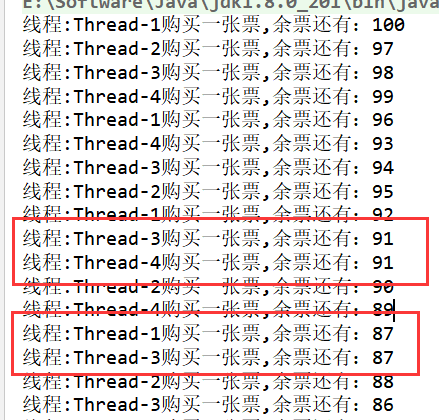 E:\Software\Java\jdk1.8.0_201\bin\java
线程:Thread-1购买一张票,余票还有：100
线程:Thread-2购买一张票,余票还有：97
线程:Thread-3购买一张票,余票还有：98
线程:Thread-4购买一张票,余票还有：99
线程:Thread-1购买一张票,余票还有：96
线程:Thread-4购买一张票,余票还有：93
线程:Thread-3购买一张票,余票还有：94
线程:Thread-2购买一张票,余票还有：95
线程:Thread-1购买一张票,余票还有：92
线程:Thread-3购买一张票,余票还有：91
线程:Thread-4购买一张票,余票还有：91
线程:Thread-2购买一张票,余票还有：90
线程:Thread-4购买一张票,余票还有：89
线程:Thread-1购买一张票,余票还有：87
线程:Thread-3购买一张票,余票还有：87
线程:Thread-2购买一张票,余票还有：88
线程:Thread-3购买一张票,余票还有：86